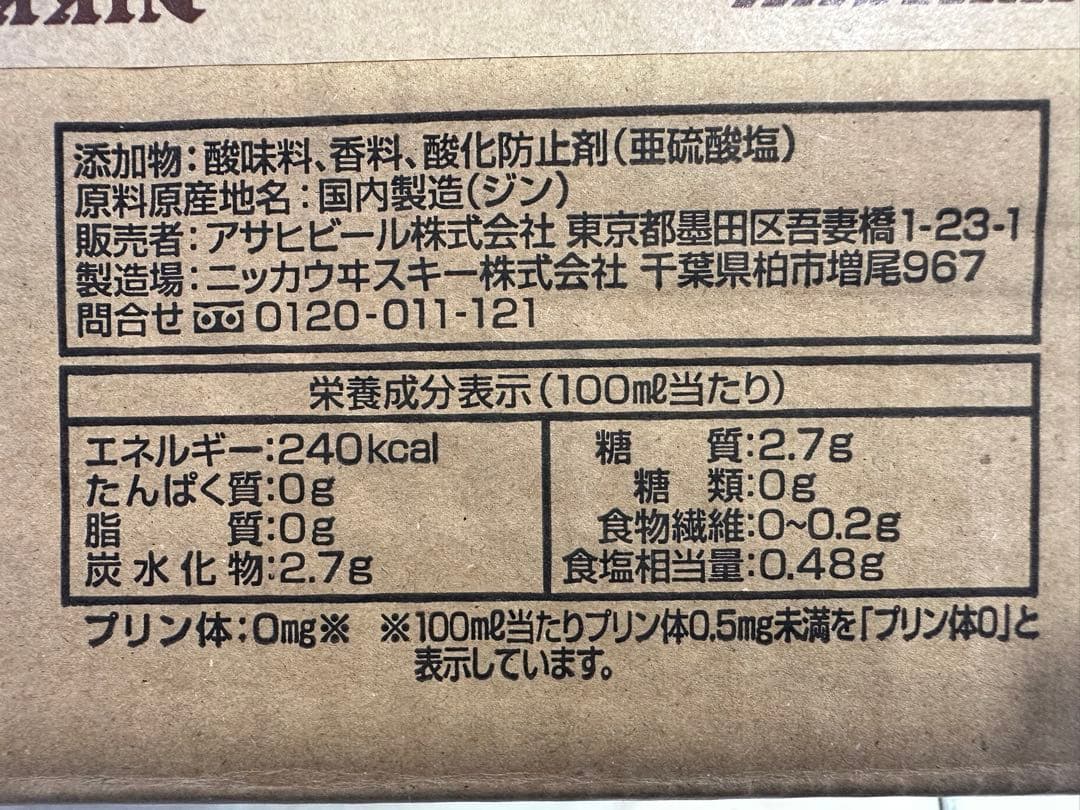 添加物:酸味料、香料、酸化防止剤(亜硫酸塩)
原料原産地名:国内製造(ジン)
販売者:アサヒビール株式会社 東京都墨田区吾妻橋1-23-1
製造場:ニッカウヰスキー株式会社 千葉県柏市増尾967
問合せ 0120-011-121
栄養成分表示(100㎖当たり)
エネルギー:240kcal
たんぱく質:0g
脂質:0g
炭水化物:2.7g
糖質:2.7g
糖類:0g
食物繊維:0~0.2g
食塩相当量:0.48g
プリン体:0mg※ ※100㎖当たりプリン体0.5mg未満を「プリン体0」と
表示しています。